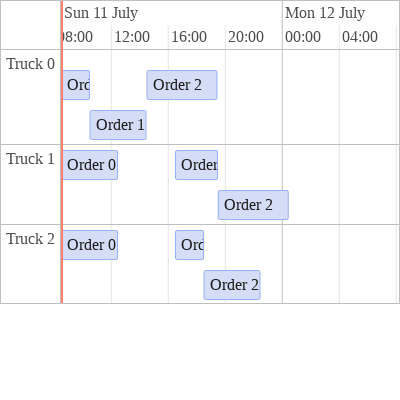 Sun 11 July Mon 12 July
08:00 12:00 16:00 20:00 00:00 04:00
Truck 0
Ord Order 2
Order 1
Truck 1
Order 0 Order
Order 2
Truck 2
Order 0 Ord
Order 2